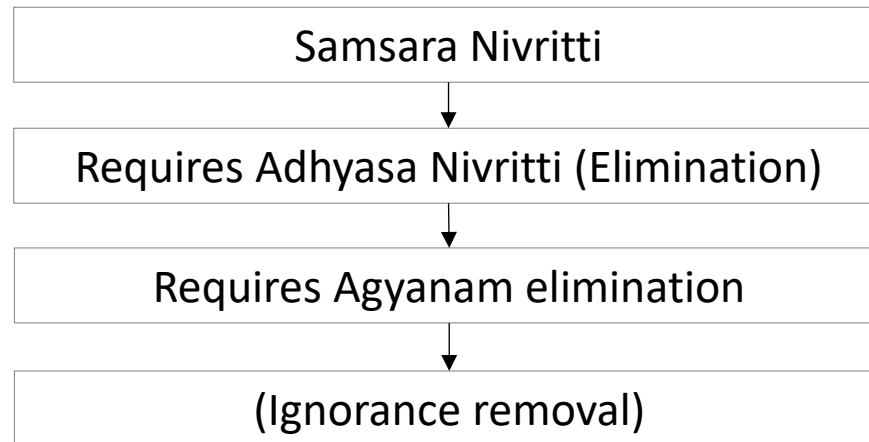 Samsara Nivritti
Requires Adhyasa Nivritti (Elimination)
Requires Agyanam elimination
(Ignorance removal)